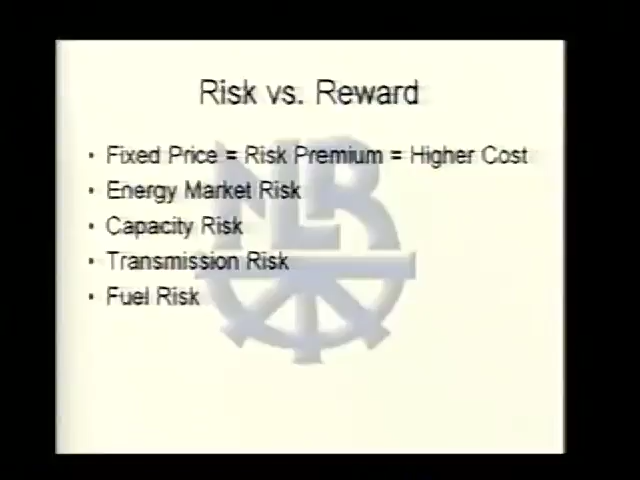 Risk vs. Reward
• Fixed Price = Risk Premium = Higher Cost
• Energy Market Risk
• Capacity Risk
• Transmission Risk
• Fuel Risk